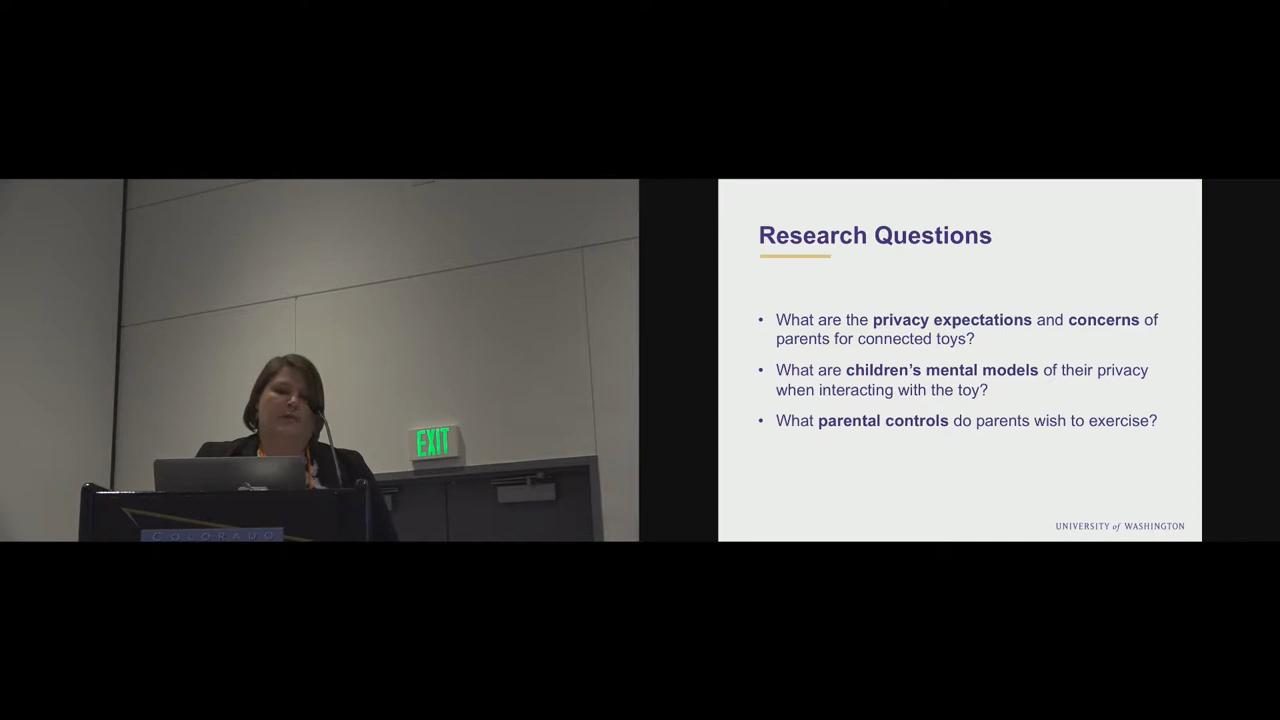 EXIT
COLORADO
Research Questions
• What are the privacy expectations and concerns of
parents for connected toys?
• What are children’s mental models of their privacy
when interacting with the toy?
• What parental controls do parents wish to exercise?
UNIVERSITY of WASHINGTON